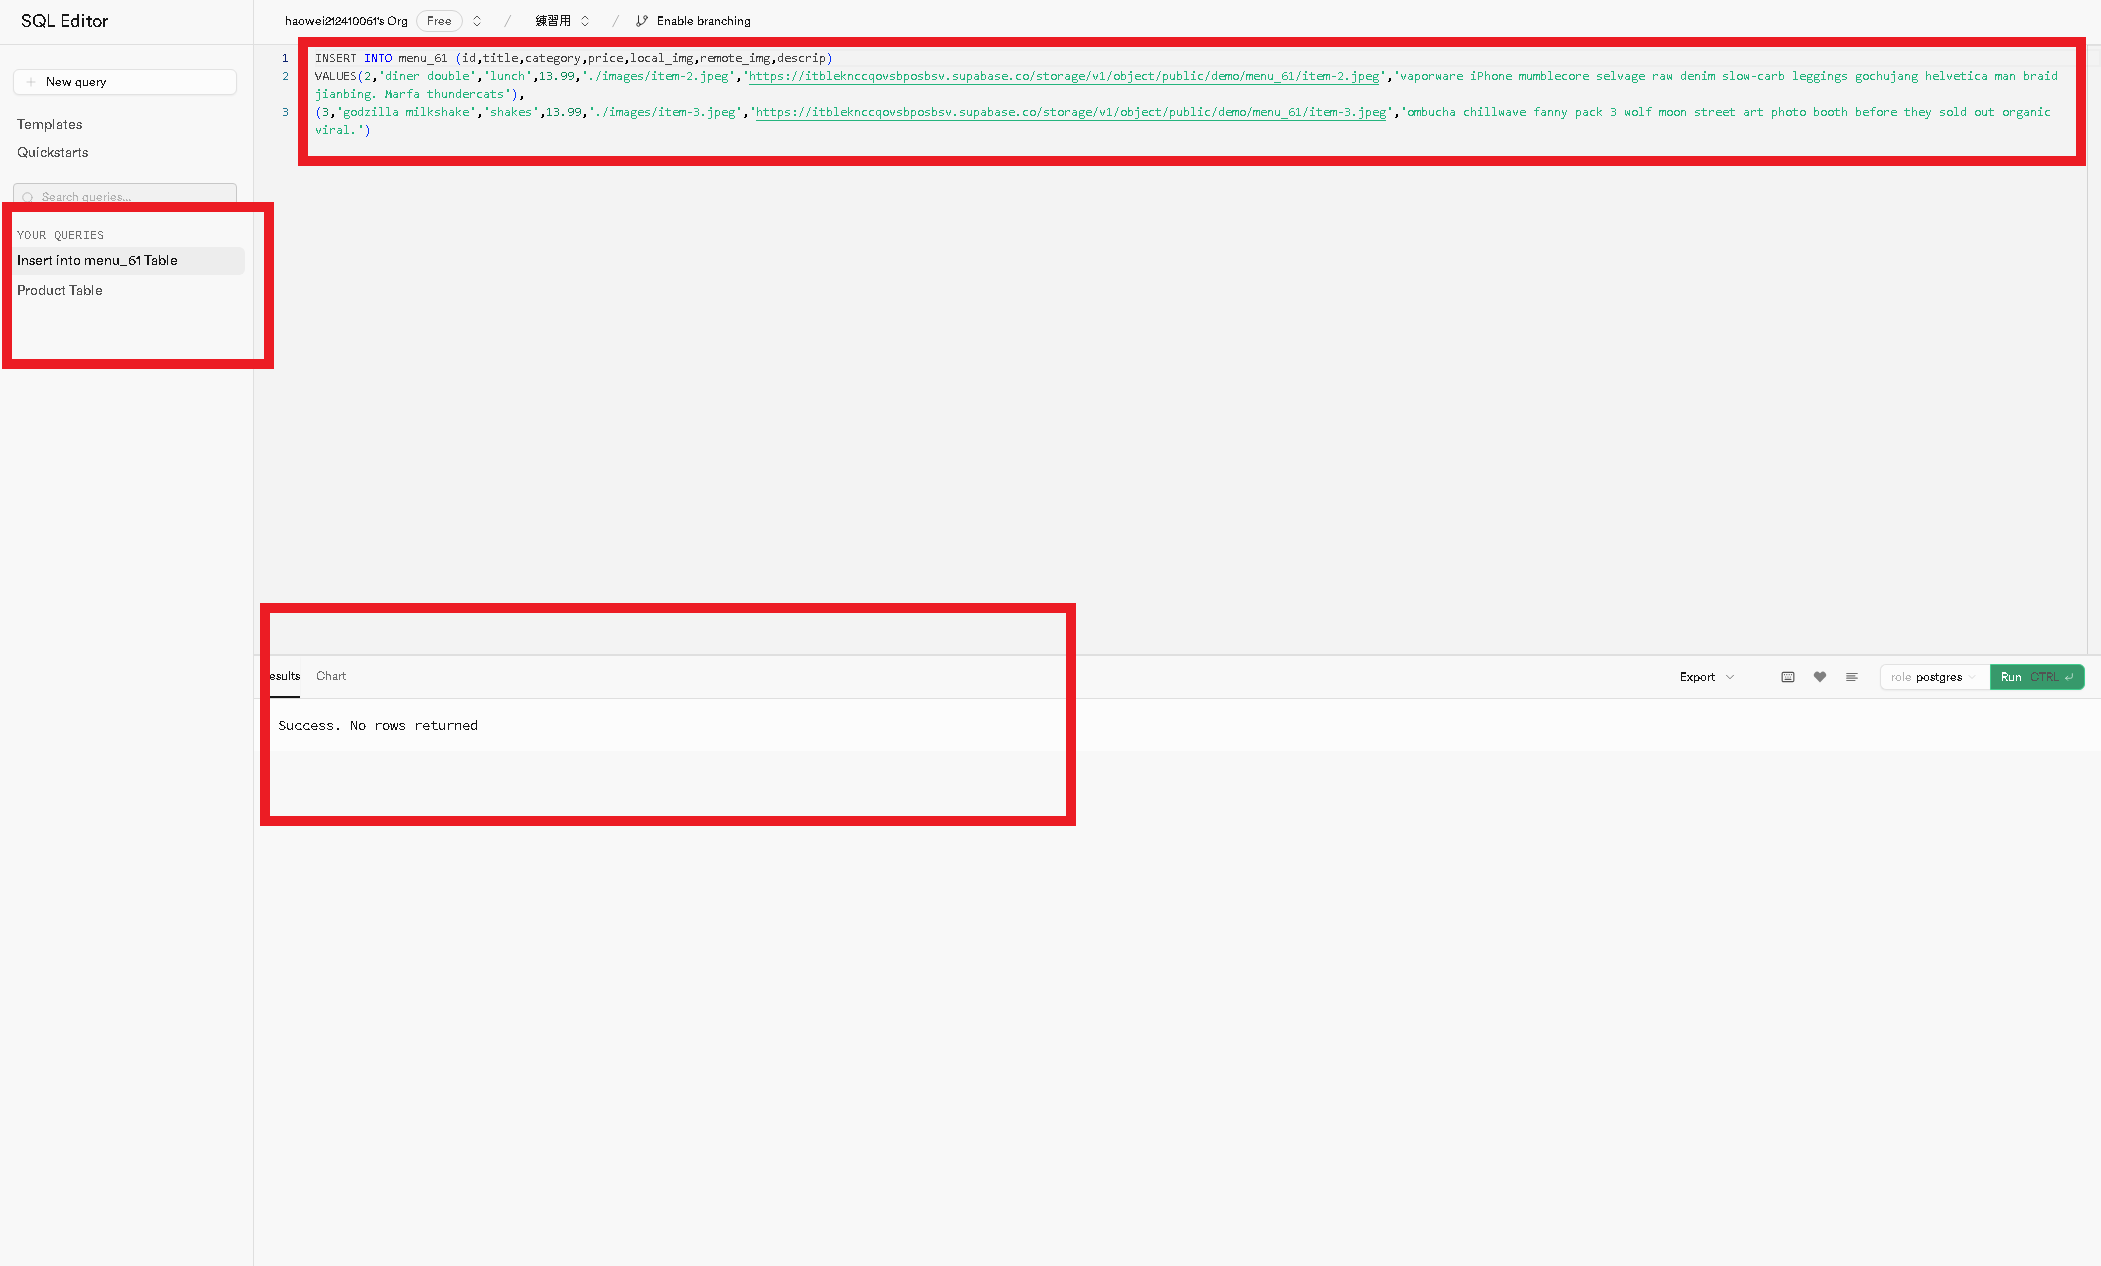 SQL Editor
haowei212410061's Org Free / 練習用 / Enable branching
New query
Templates
Quickstarts
Search queries...
YOUR QUERIES
Insert into menu_61 Table
Product Table
1 INSERT INTO menu_61 (id,title,category,price,local_img,remote_img,descrip)
2 VALUES(2,'diner double','lunch',13.99,'./images/item-2.jpeg','https://itbleknccqovsbposbsv.supabase.co/storage/v1/object/public/demo/menu_61/item-2.jpeg','vaporware iPhone mumblecore selvage raw denim slow-carb leggings gochujang helvetica man braid
jianbing. Marfa thundercats'),
3 (3,'godzilla milkshake','shakes',13.99,'./images/item-3.jpeg','https://itbleknccqovsbposbsv.supabase.co/storage/v1/object/public/demo/menu_61/item-3.jpeg','ombucha chillwave fanny pack 3 wolf moon street art photo booth before they sold out organic
viral.')
esults Chart
Export role postgres Run CTRL
Success. No rows returned